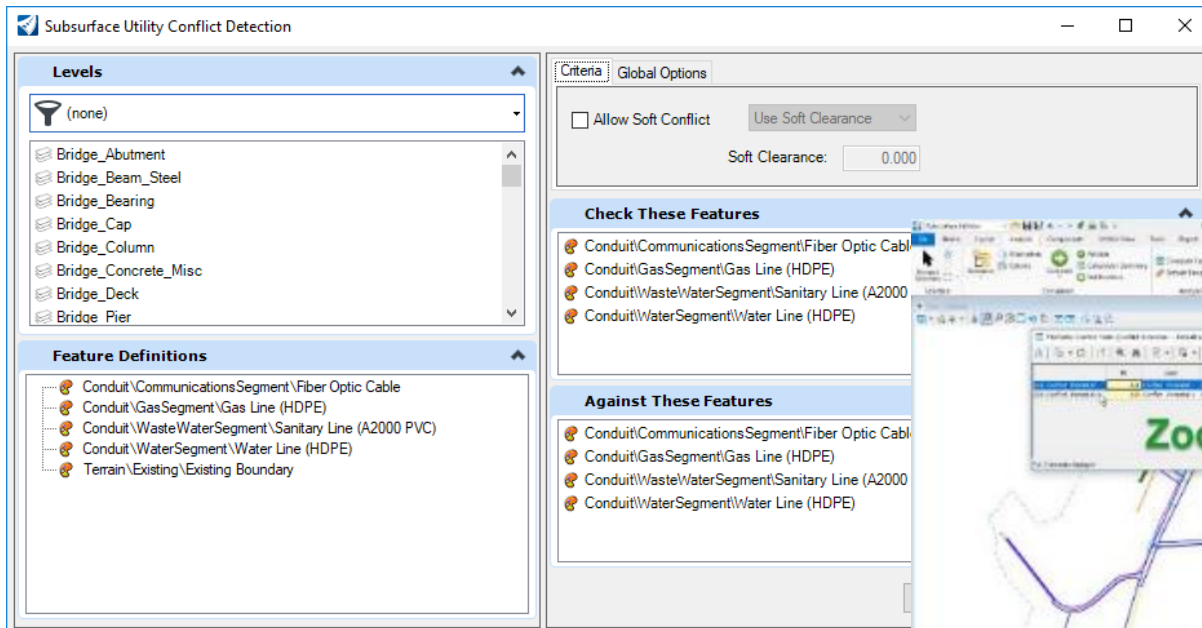 Subsurface Utility Conflict Detection
Levels
(none)
Bridge_Abutment
Bridge_Beam_Steel
Bridge_Bearing
Bridge_Cap
Bridge_Column
Bridge_Concrete_Misc
Bridge_Deck
Bridge_Pier
Feature Definitions
Conduit\CommunicationsSegment\Fiber Optic Cable
Conduit\GasSegment\Gas Line (HDPE)
Conduit\WasteWaterSegment\Sanitary Line (A2000 PVC)
Conduit\WaterSegment\Water Line (HDPE)
Terrain\Existing\Existing Boundary
Criteria Global Options
Allow Soft Conflict Use Soft Clearance
Soft Clearance: 0.000
Check These Features
Conduit\CommunicationsSegment\Fiber Optic Cabl
Conduit\GasSegment\Gas Line (HDPE)
Conduit\WasteWaterSegment\Sanitary Line (A2000
Conduit\WaterSegment\Water Line (HDPE)
Against These Features
Conduit\CommunicationsSegment\Fiber Optic Cabl
Conduit\GasSegment\Gas Line (HDPE)
Conduit\WasteWaterSegment\Sanitary Line (A2000
Conduit\WaterSegment\Water Line (HDPE)
Zoo